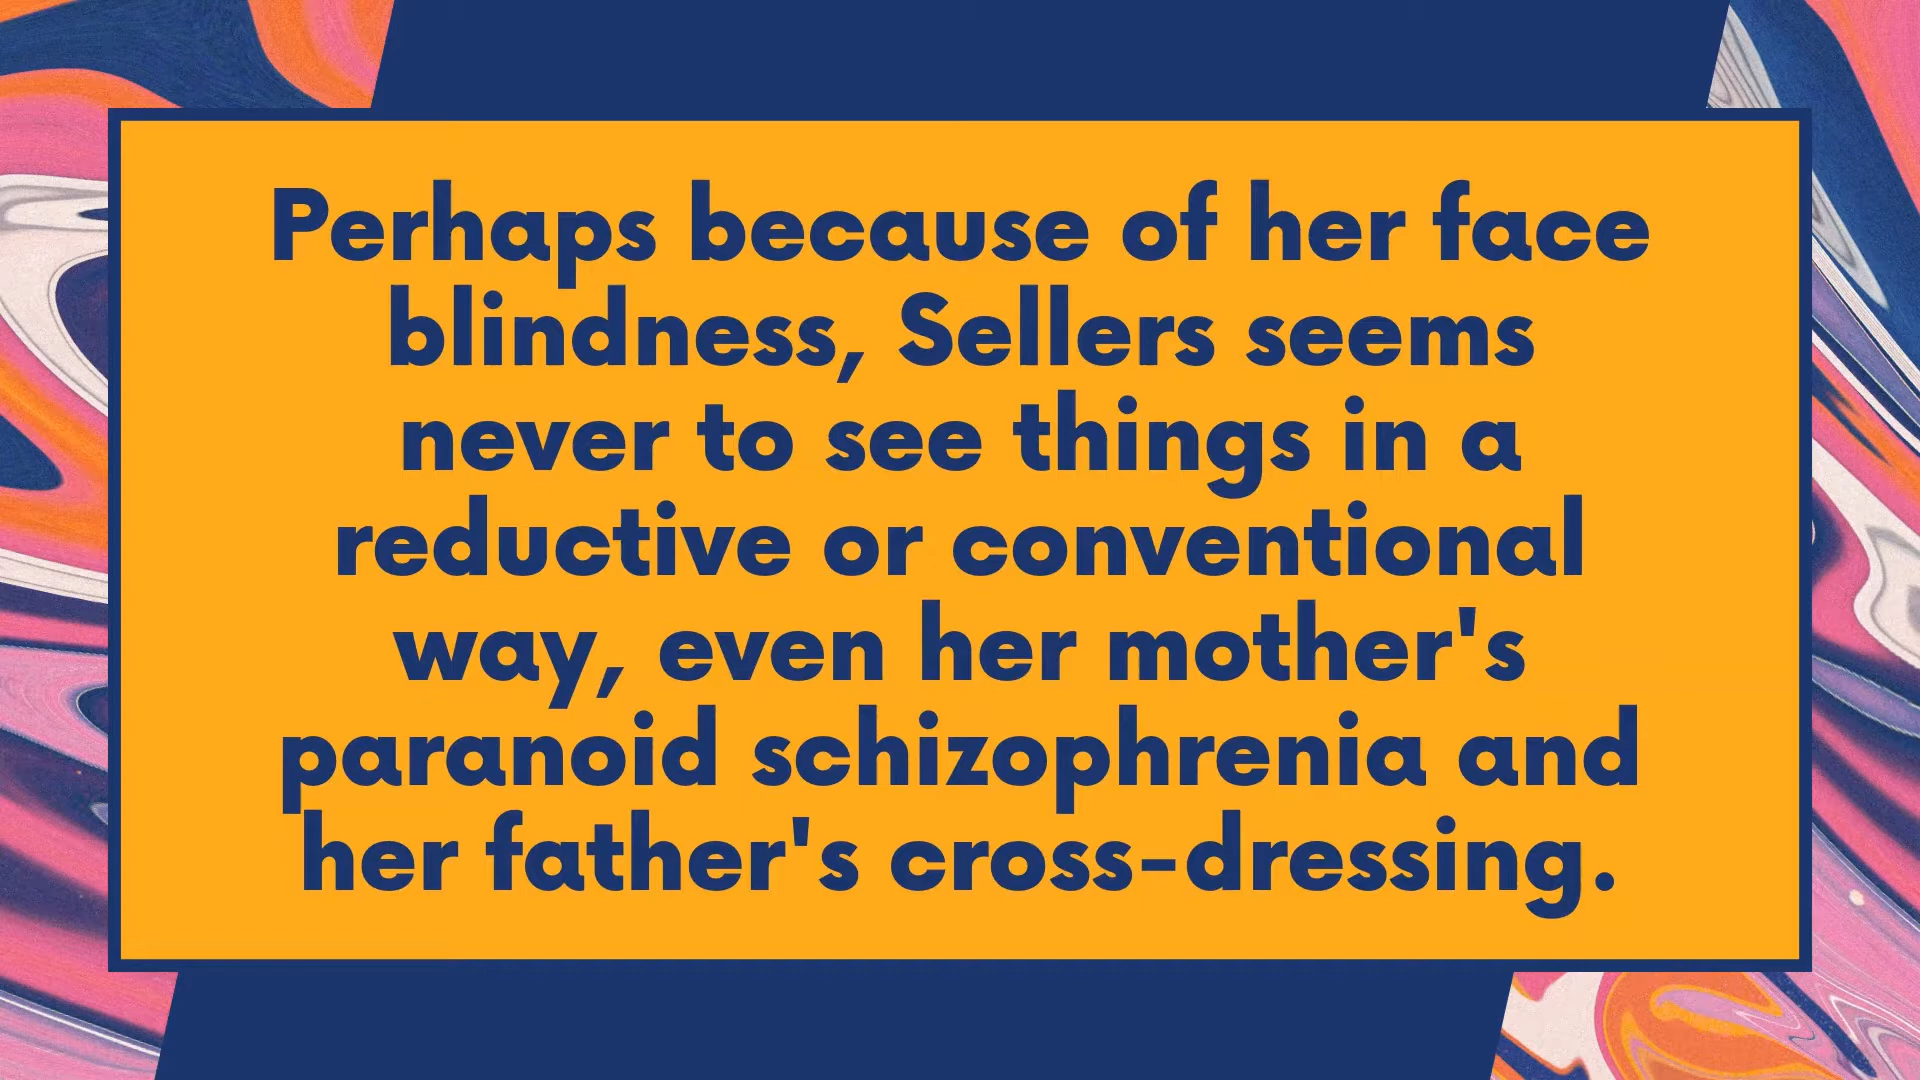 Perhaps because of her face
blindness, Sellers seems
never to see things in a
reductive or conventional
way, even her mother's
paranoid schizophrenia and
her father's cross-dressing.